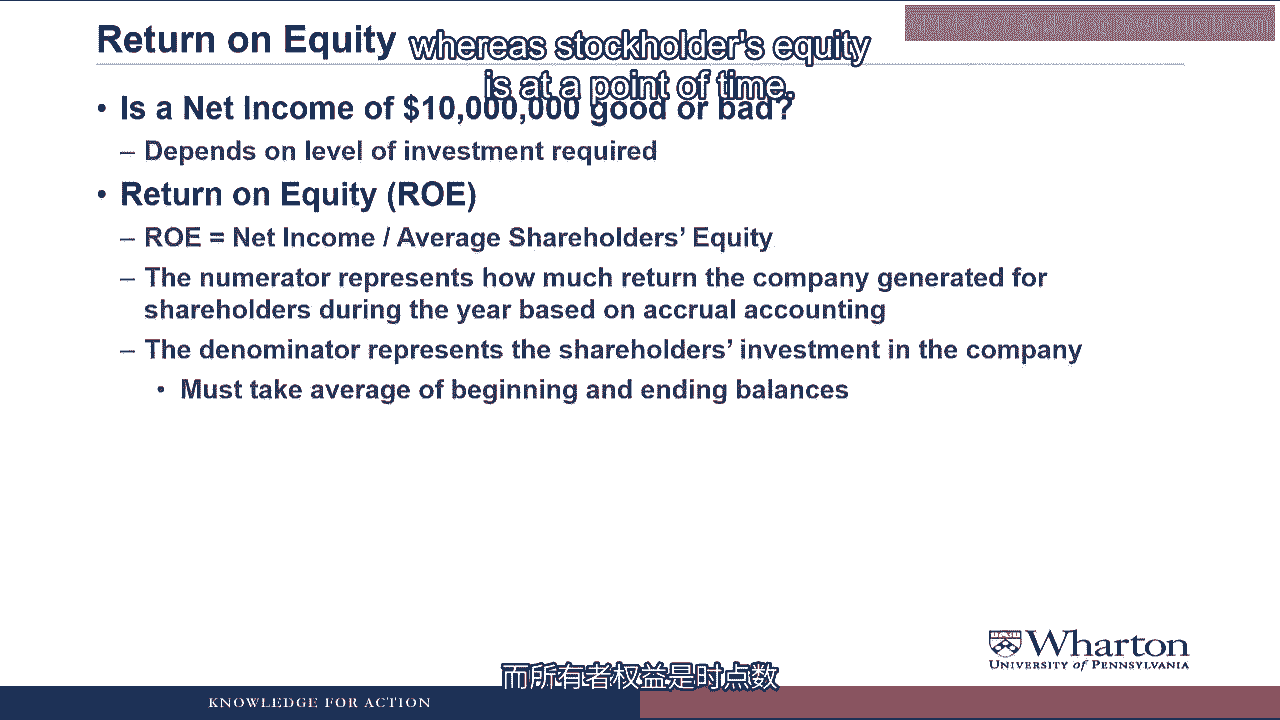 Return on Equity
whereas stockholder's equity
is at a point of time.
• Is a Net Income of $10,000,000 good or bad?
– Depends on level of investment required
• Return on Equity (ROE)
– ROE = Net Income / Average Shareholders' Equity
– The numerator represents how much return the company generated for
shareholders during the year based on accrual accounting
– The denominator represents the shareholders' investment in the company
• Must take average of beginning and ending balances
Wharton
UNIVERSITY of PENNSYLVANIA
而所有者权益是时点数
KNOWLEDGE FOR ACTION